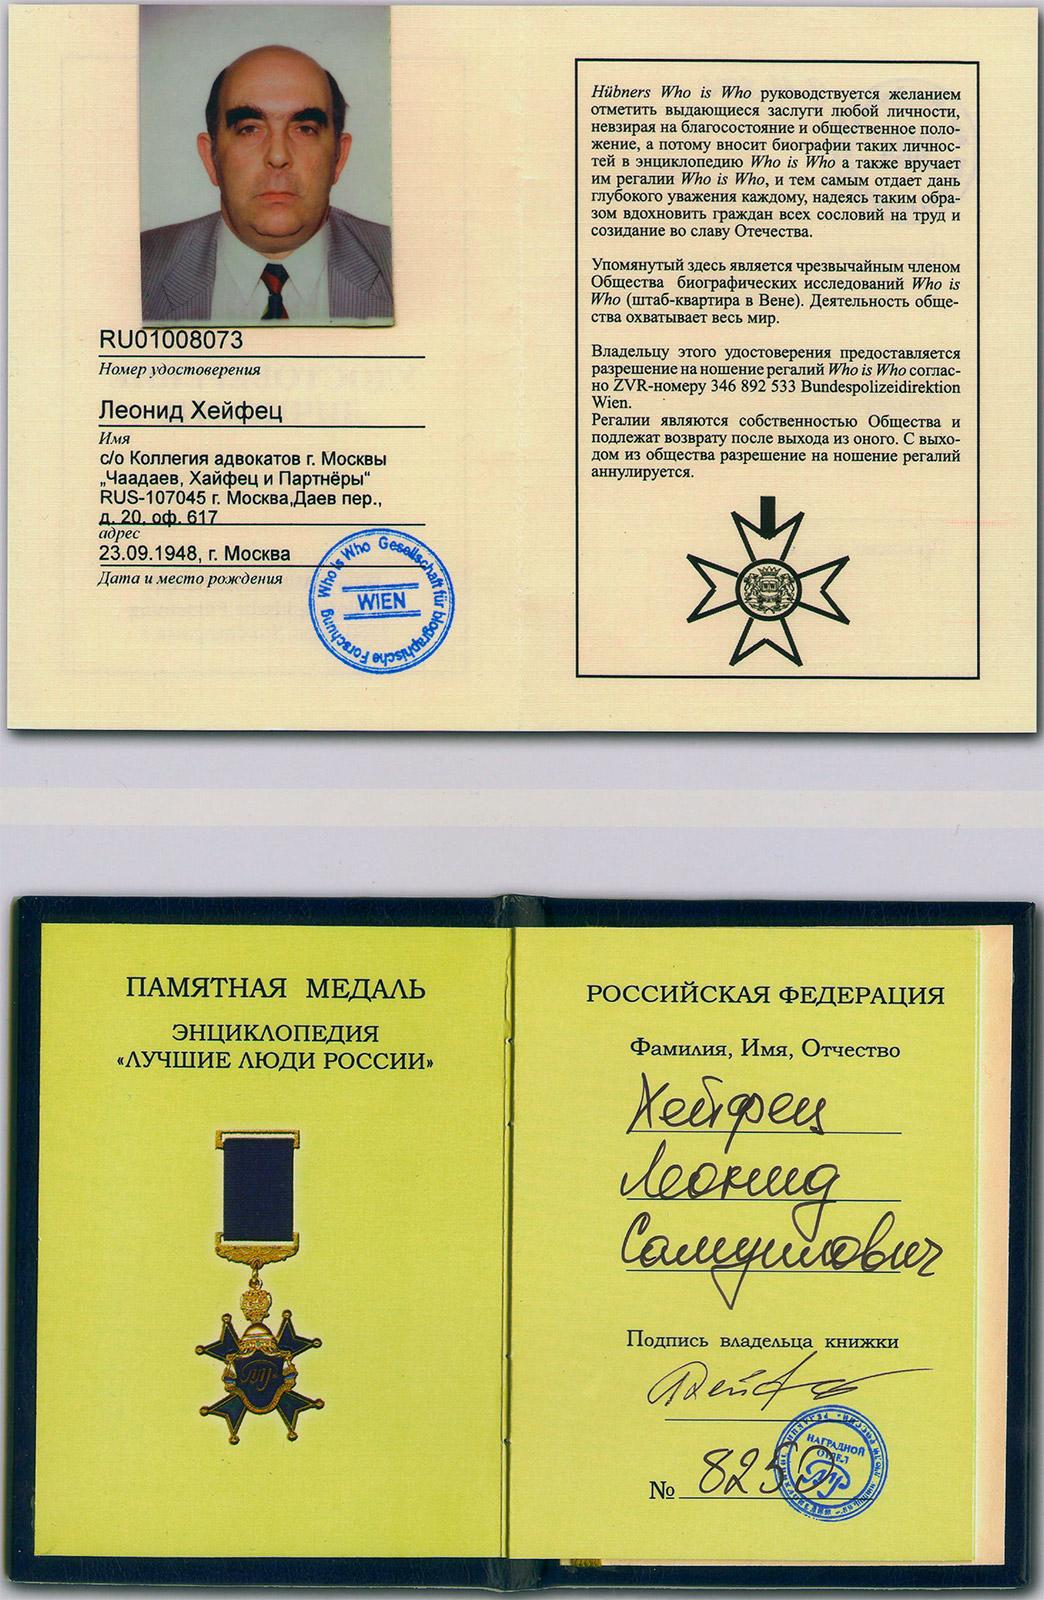 RU01008073
Номер удостоверения
Леонид Хейфец
Имя
c/o Коллегия адвокатов г. Москвы
„Чаадаев, Хайфец и Партнёры“
RUS-107045 г. Москва,Даев пер.,
д. 20, оф. 617
адрес
23.09.1948, г. Москва
Дата и место рождения
Who is Who Gesellschaft für biographische Forschung
WIEN
Hübners Who is Who руководствуется желанием
отметить выдающиеся заслуги любой личности,
невзирая на благосостояние и общественное поло-
жение, а потому вносит биографии таких личнос-
тей в энциклопедию Who is Who а также вручает
им регалии Who is Who, и тем самым отдает дань
глубокого уважения каждому, надеясь таким обра-
зом вдохновить граждан всех сословий на труд и
созидание во славу Отечества.
Упомянутый здесь является чрезвычайным членом
Общества биографических исследований Who is
Who (штаб-квартира в Вене). Деятельность обще-
ства охватывает весь мир.
Владельцу этого удостоверения предоставляется
разрешение на ношение регалий Who is Who соглас-
но ZVR-номеру 346 892 533 Bundespolizeidirektion
Wien.
Регалии являются собственностью Общества и
подлежат возврату после выхода из оного. С выхо-
дом из общества разрешение на ношение регалий
аннулируется.
ПАМЯТНАЯ МЕДАЛЬ
ЭНЦИКЛОПЕДИЯ
«ЛУЧШИЕ ЛЮДИ РОССИИ»
РОССИЙСКАЯ ФЕДЕРАЦИЯ
Фамилия, Имя, Отчество
Хейфец
Леонид
Самуилович
Подпись владельца книжки
№ 8250
НАГРАДНОЙ
ОТДЕЛ